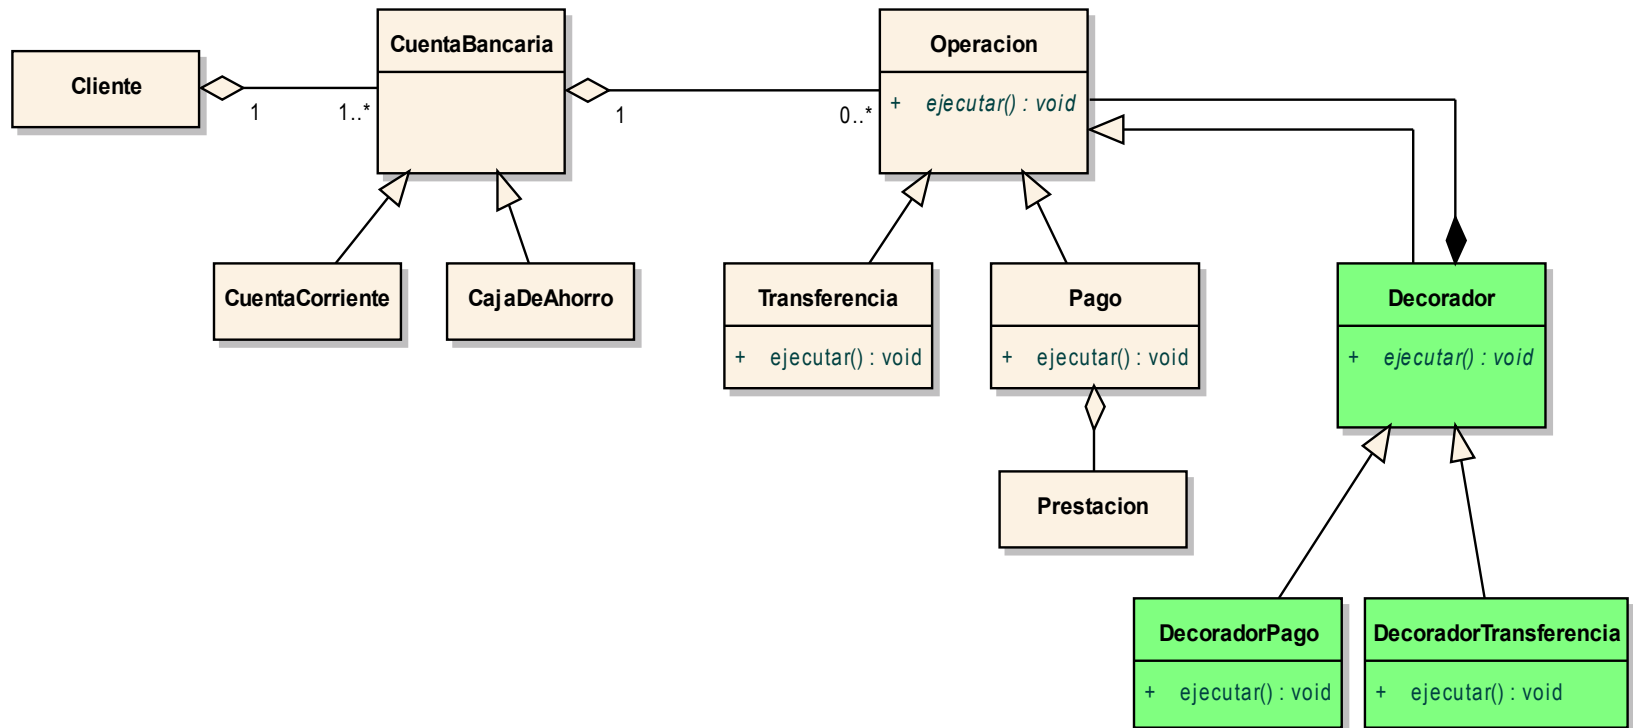 Cliente
1
1..*
CuentaBancaria
1
0..*
Operacion
+ ejecutar() : void
CuentaCorriente
CajaDeAhorro
Transferencia
+ ejecutar() : void
Pago
+ ejecutar() : void
Prestacion
Decorador
+ ejecutar() : void
DecoradorPago
+ ejecutar() : void
DecoradorTransferencia
+ ejecutar() : void